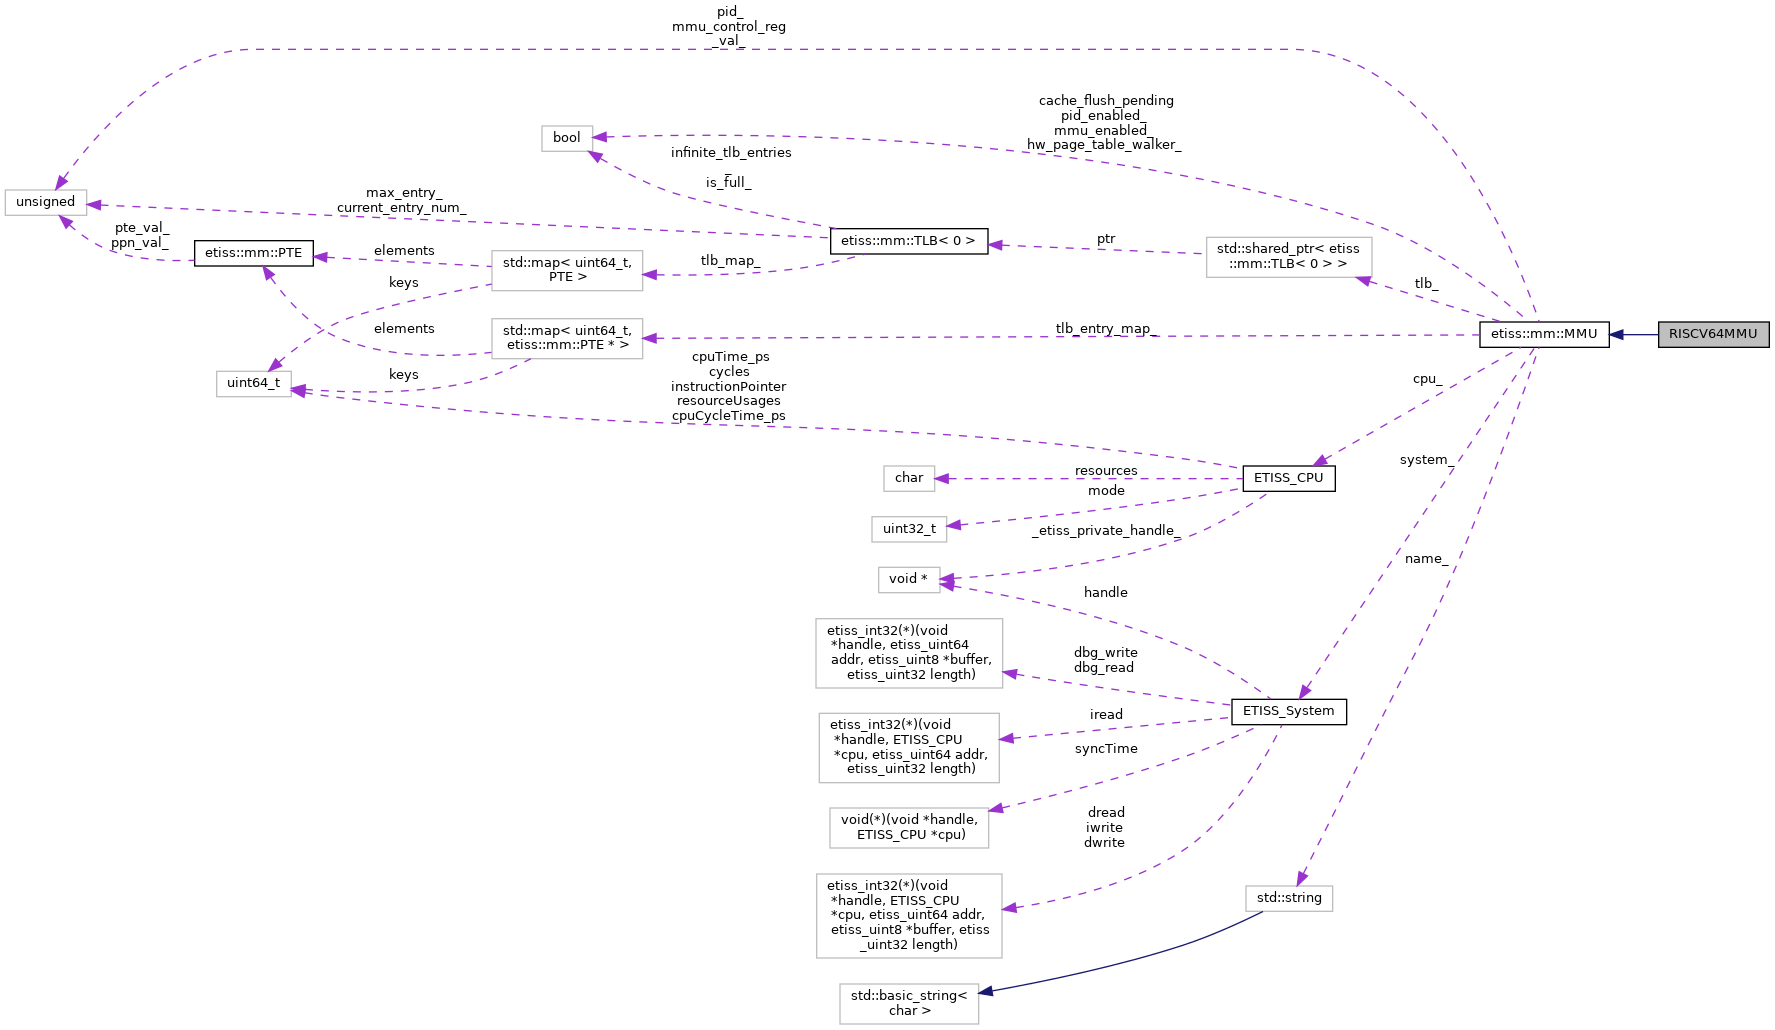 pid_
mmu_control_reg
_val_
cache_flush_pending
pid_enabled_
mmu_enabled_
hw_page_table_walker_
bool
infinite_tlb_entries
_
is_full_
unsigned
max_entry_
current_entry_num_
pte_val_
ppn_val_
etiss::mm::PTE
elements
keys
std::map< uint64_t,
PTE >
tlb_map_
etiss::mm::TLB< 0 >
ptr
std::shared_ptr< etiss
::mm::TLB< 0 > >
tlb_
elements
std::map< uint64_t,
etiss::mm::PTE * >
tlb_entry_map_
etiss::mm::MMU
RISCV64MMU
uint64_t
keys
cpuTime_ps
cycles
instructionPointer
resourceUsages
cpuCycleTime_ps
cpu_
char
resources
ETISS_CPU
system_
mode
uint32_t
_etiss_private_handle_
void *
name_
handle
etiss_int32(*)(void
*handle, etiss_uint64
addr, etiss_uint8 *buffer,
etiss_uint32 length)
dbg_write
dbg_read
ETISS_System
iread
etiss_int32(*)(void
*handle, ETISS_CPU
*cpu, etiss_uint64 addr,
etiss_uint32 length)
syncTime
void(*)(void *handle,
ETISS_CPU *cpu)
dread
iwrite
dwrite
etiss_int32(*)(void
*handle, ETISS_CPU
*cpu, etiss_uint64 addr,
etiss_uint8 *buffer, etiss
_uint32 length)
std::string
std::basic_string<
char >